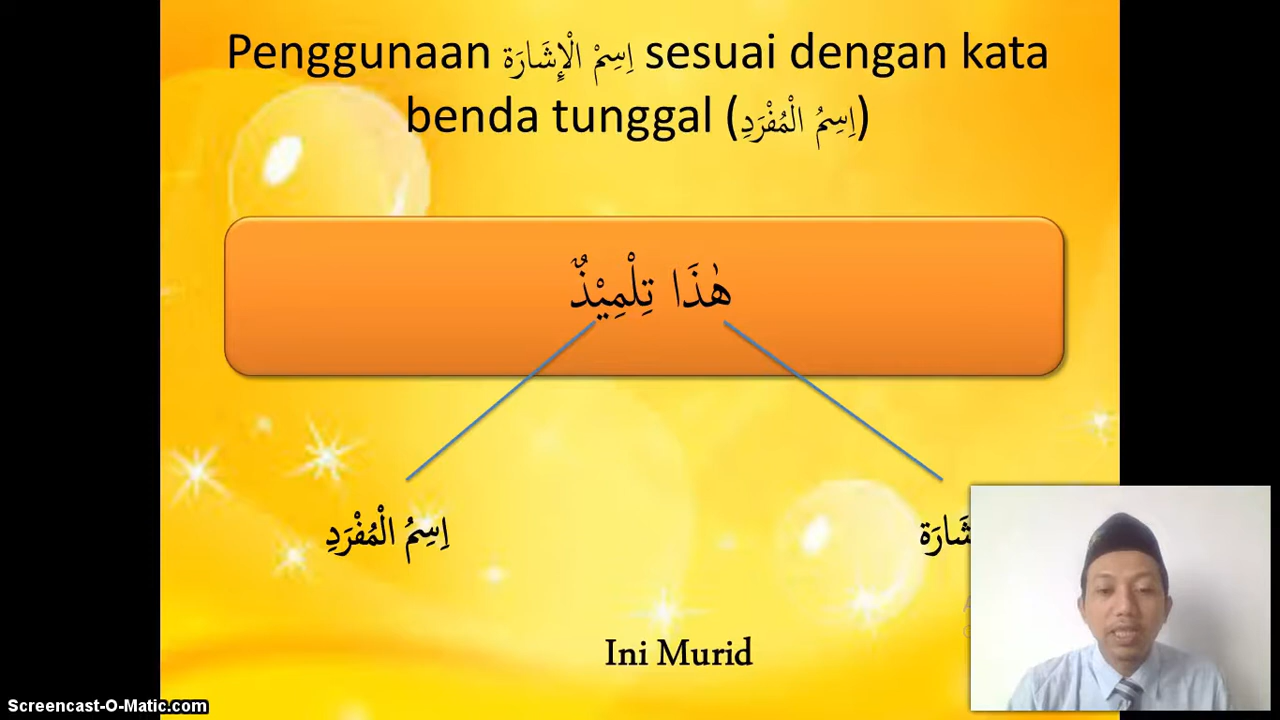 Penggunaan اِسِمْ الْإِشَارَة sesuai dengan kata
benda tunggal (اِسِمُ الْمُفْرَدِ)
هٰذَا تِلْمِيْذٌ
اِسِمُ الْمُفْرَدِ
Ini Murid
Screencast-O-Matic.com